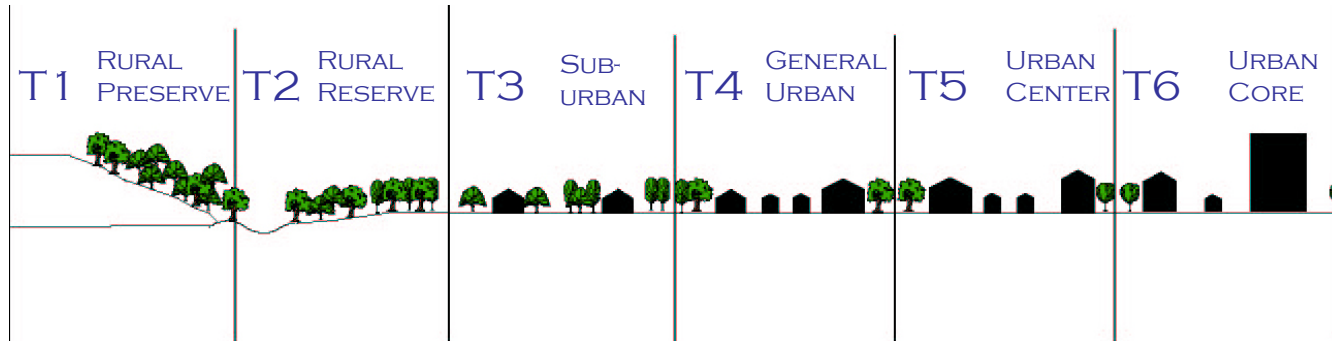 T1 RURAL PRESERVE
T2 RURAL RESERVE
T3 SUB-URBAN
T4 GENERAL URBAN
T5 URBAN CENTER
T6 URBAN CORE